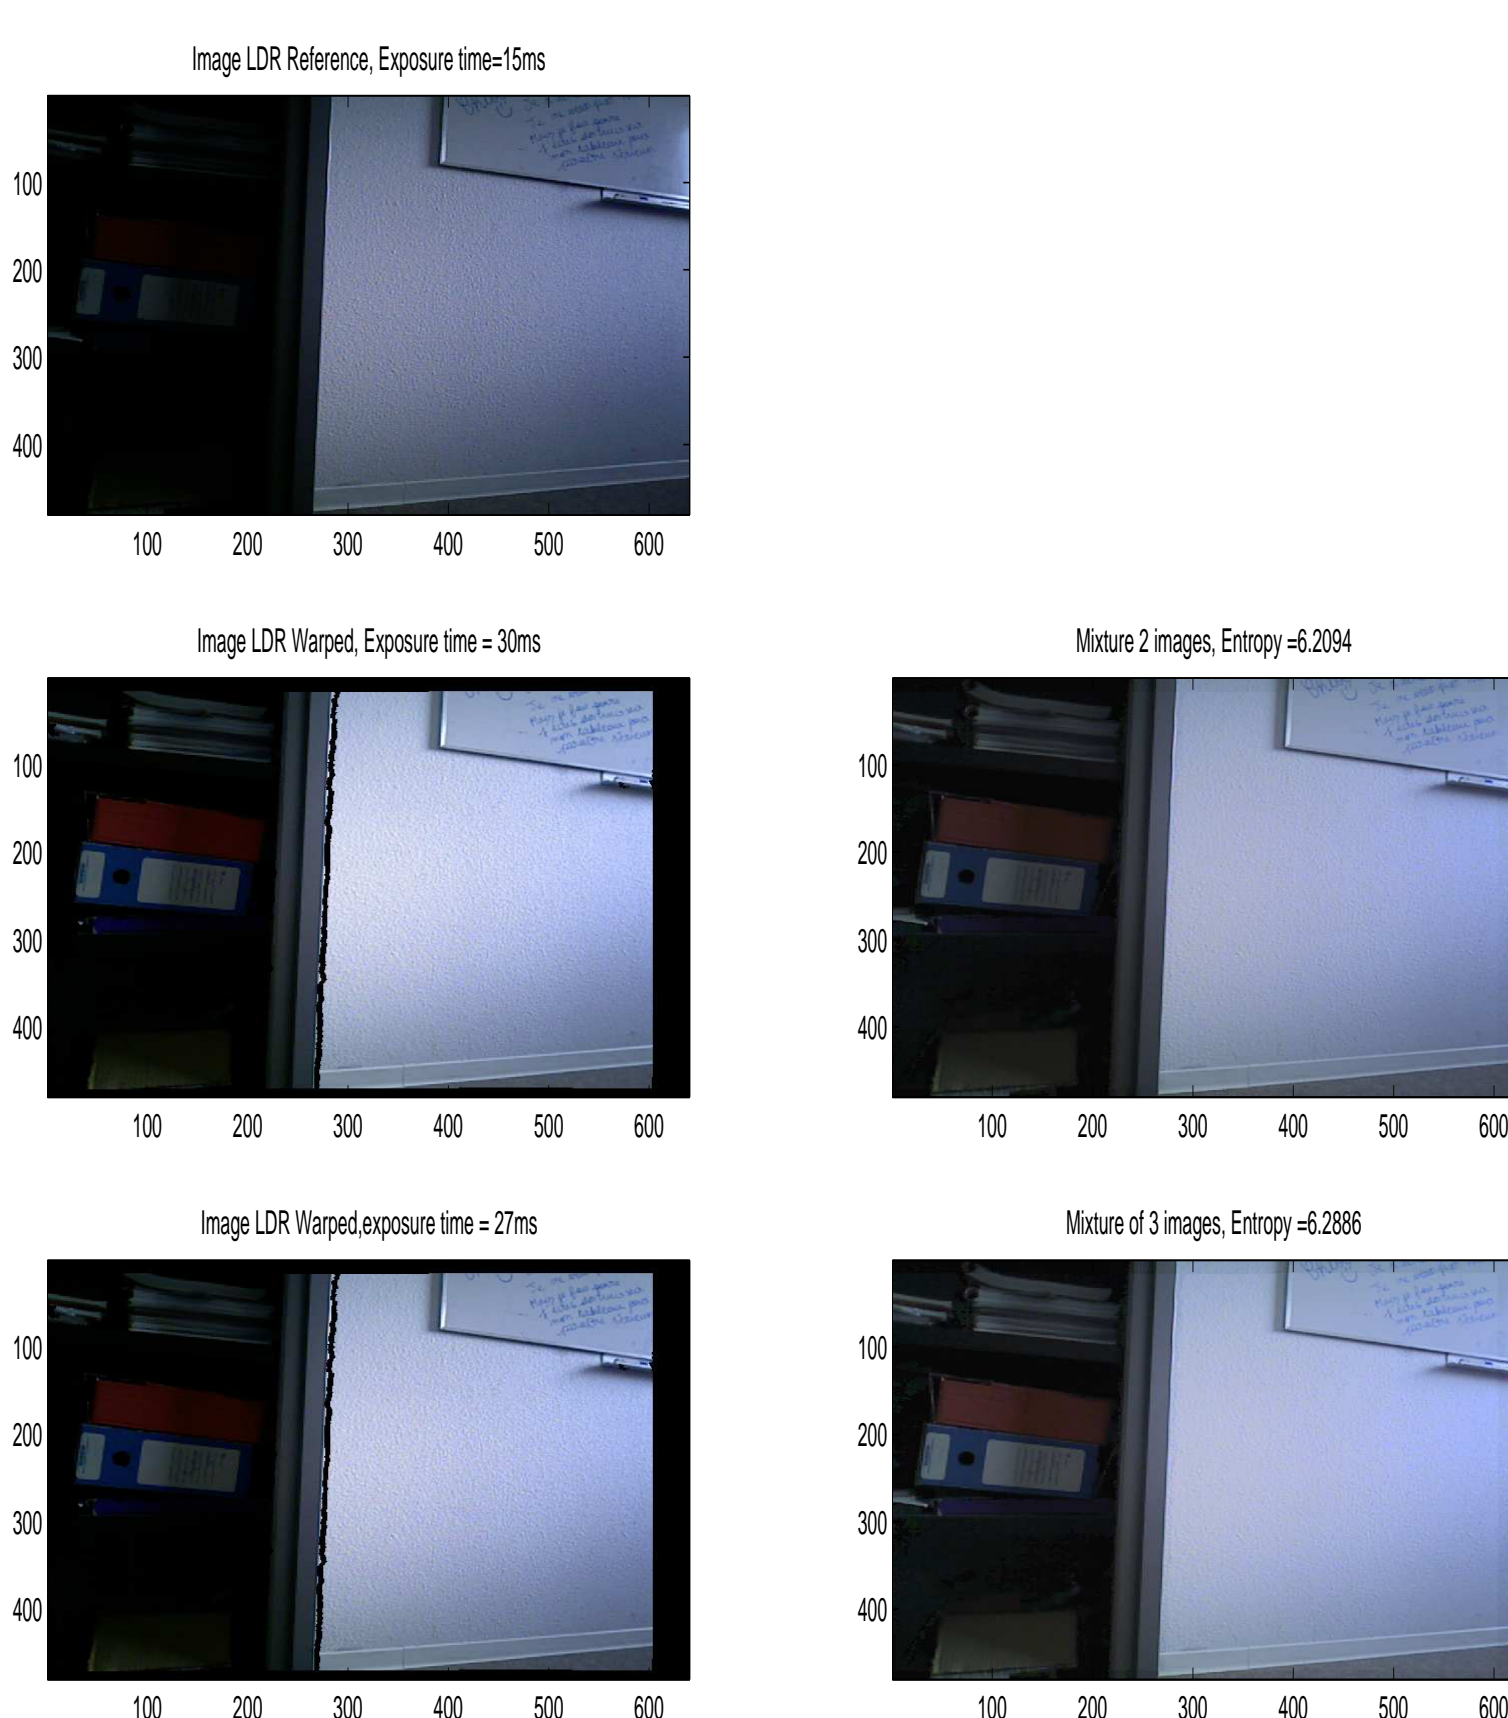 Image LDR Reference, Exposure time=15ms
100
200
300
400
100 200 300 400 500 600
Image LDR Warped, Exposure time = 30ms
100
200
300
400
100 200 300 400 500 600
Mixture 2 images, Entropy =6.2094
100
200
300
400
100 200 300 400 500 600
Image LDR Warped,exposure time = 27ms
100
200
300
400
100 200 300 400 500 600
Mixture of 3 images, Entropy =6.2886
100
200
300
400
100 200 300 400 500 600